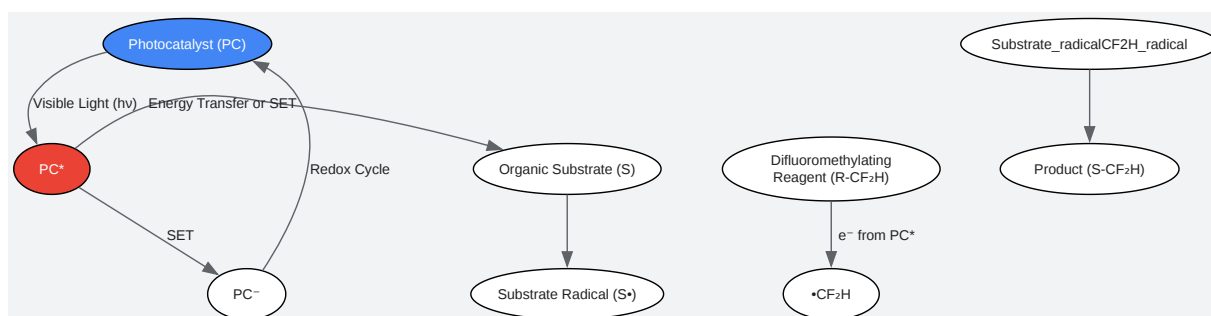 Photocatalyst (PC)
Substrate_radicalCF2H_radical
Visible Light (hν)
Energy Transfer or SET
PC*
Redox Cycle
Organic Substrate (S)
Difluoromethylating
Reagent (R-CF₂H)
Product (S-CF₂H)
SET
e⁻ from PC*
PC⁻
Substrate Radical (S•)
•CF₂H